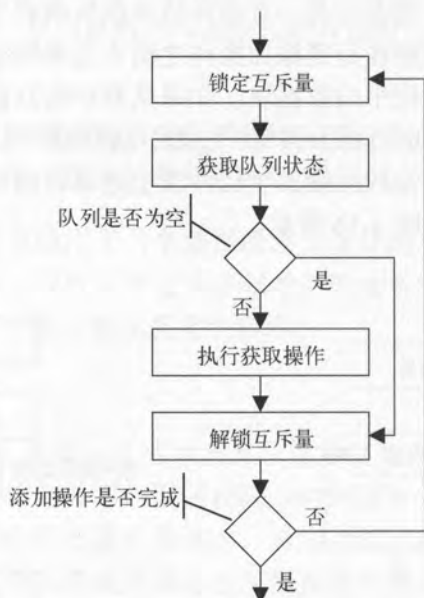 锁定互斥量
获取队列状态
队列是否为空
是
否
执行获取操作
解锁互斥量
添加操作是否完成
否
是